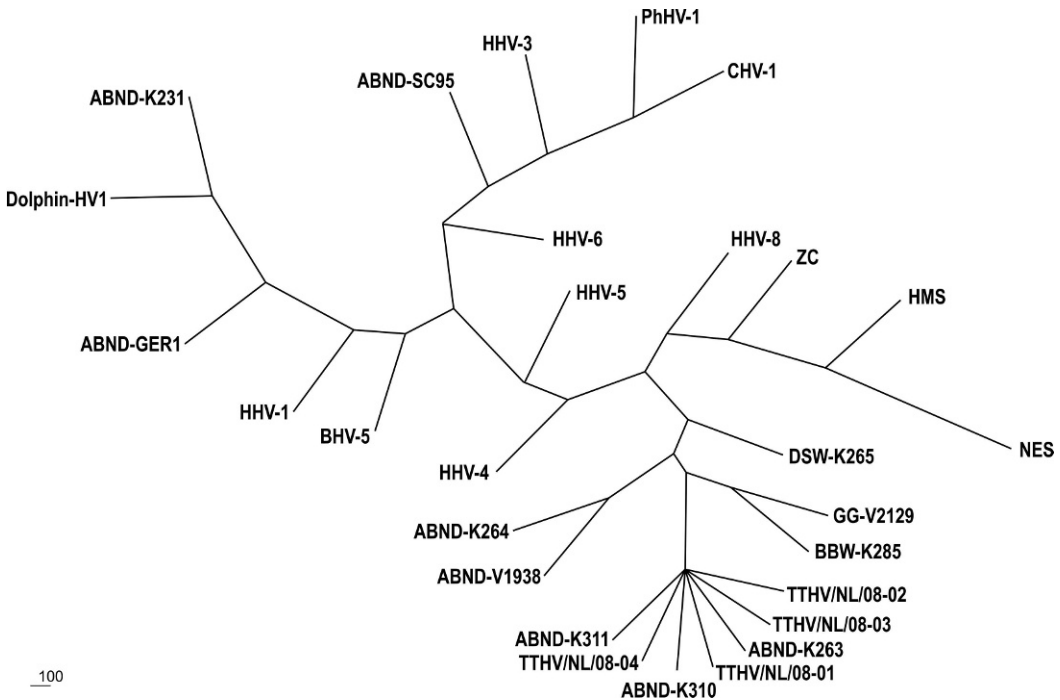 PhHV-1
HHV-3
CHV-1
ABND-SC95
ABND-K231
Dolphin-HV1
HHV-6
HHV-8
ZC
HHV-5
HMS
ABND-GER1
HHV-1
BHV-5
NES
DSW-K265
HHV-4
GG-V2129
ABND-K264
BBW-K285
ABND-V1938
TTHV/NL/08-02
TTHV/NL/08-03
ABND-K311
ABND-K263
TTHV/NL/08-04
TTHV/NL/08-01
ABND-K310
100